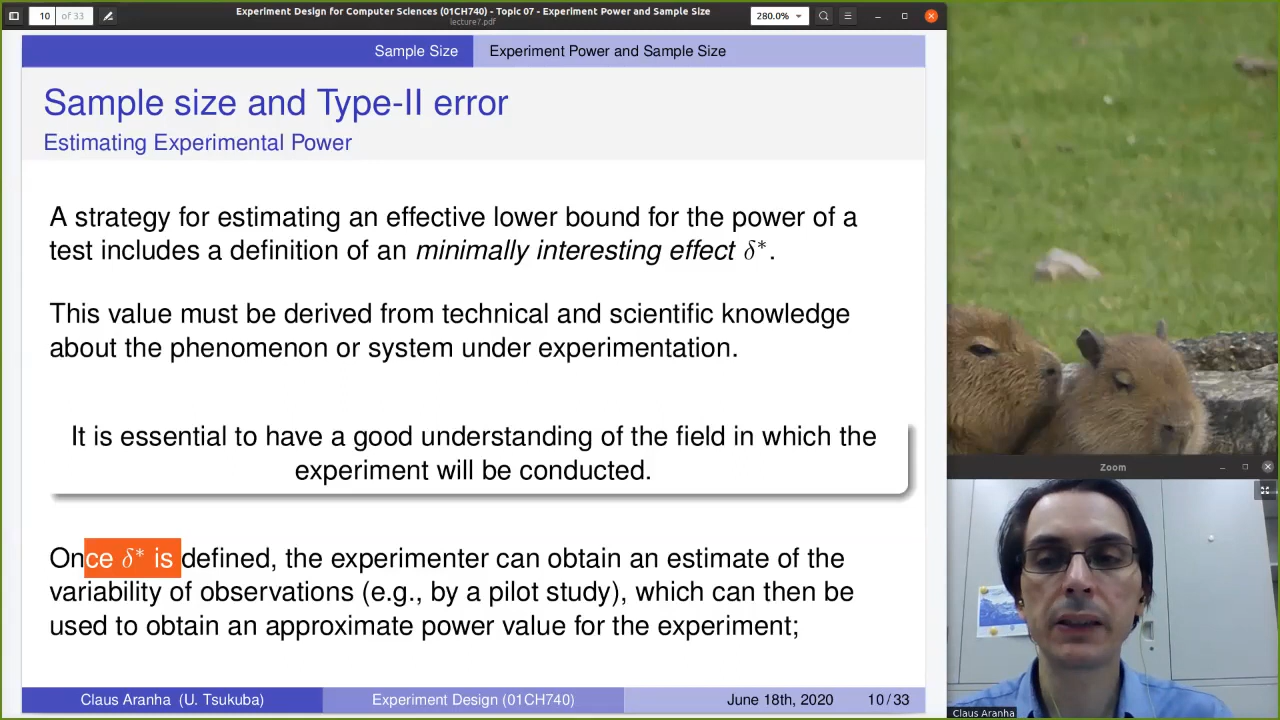 10 of 33
Experiment Design for Computer Sciences (01CH740) - Topic 07 - Experiment Power and Sample Size
lecture7.pdf
280.0%
Sample Size
Experiment Power and Sample Size
Sample size and Type-II error
Estimating Experimental Power
A strategy for estimating an effective lower bound for the power of a
test includes a definition of an minimally interesting effect δ*.
This value must be derived from technical and scientific knowledge
about the phenomenon or system under experimentation.
It is essential to have a good understanding of the field in which the
experiment will be conducted.
Once δ* is defined, the experimenter can obtain an estimate of the
variability of observations (e.g., by a pilot study), which can then be
used to obtain an approximate power value for the experiment;
Claus Aranha (U. Tsukuba)
Experiment Design (01CH740)
June 18th, 2020
10 / 33
Zoom
Claus Aranha